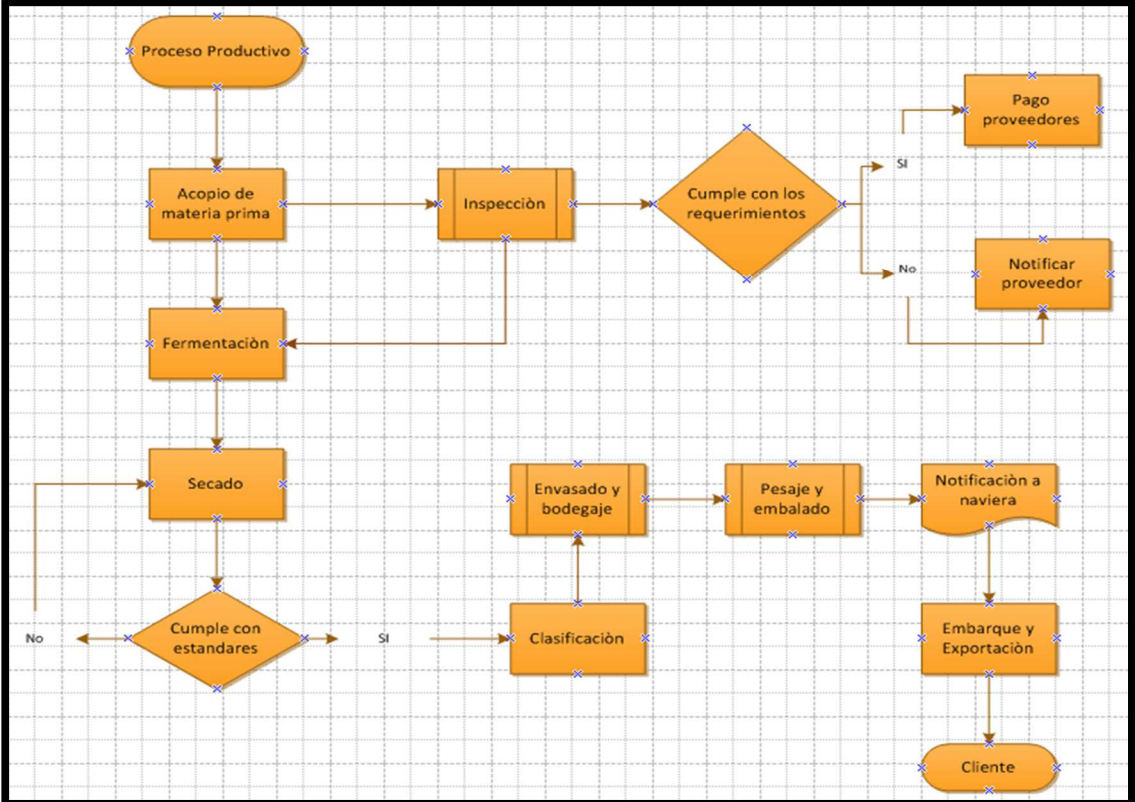 Proceso Productivo
Acopio de
materia prima
Inspecciòn
Cumple con los
requerimientos
SI
Pago
proveedores
No
Notificar
proveedor
Fermentaciòn
Secado
Cumple con
estandares
No
SI
Clasificaciòn
Envasado y
bodegaje
Pesaje y
embalado
Notificaciòn a
naviera
Embarque y
Exportaciòn
Cliente